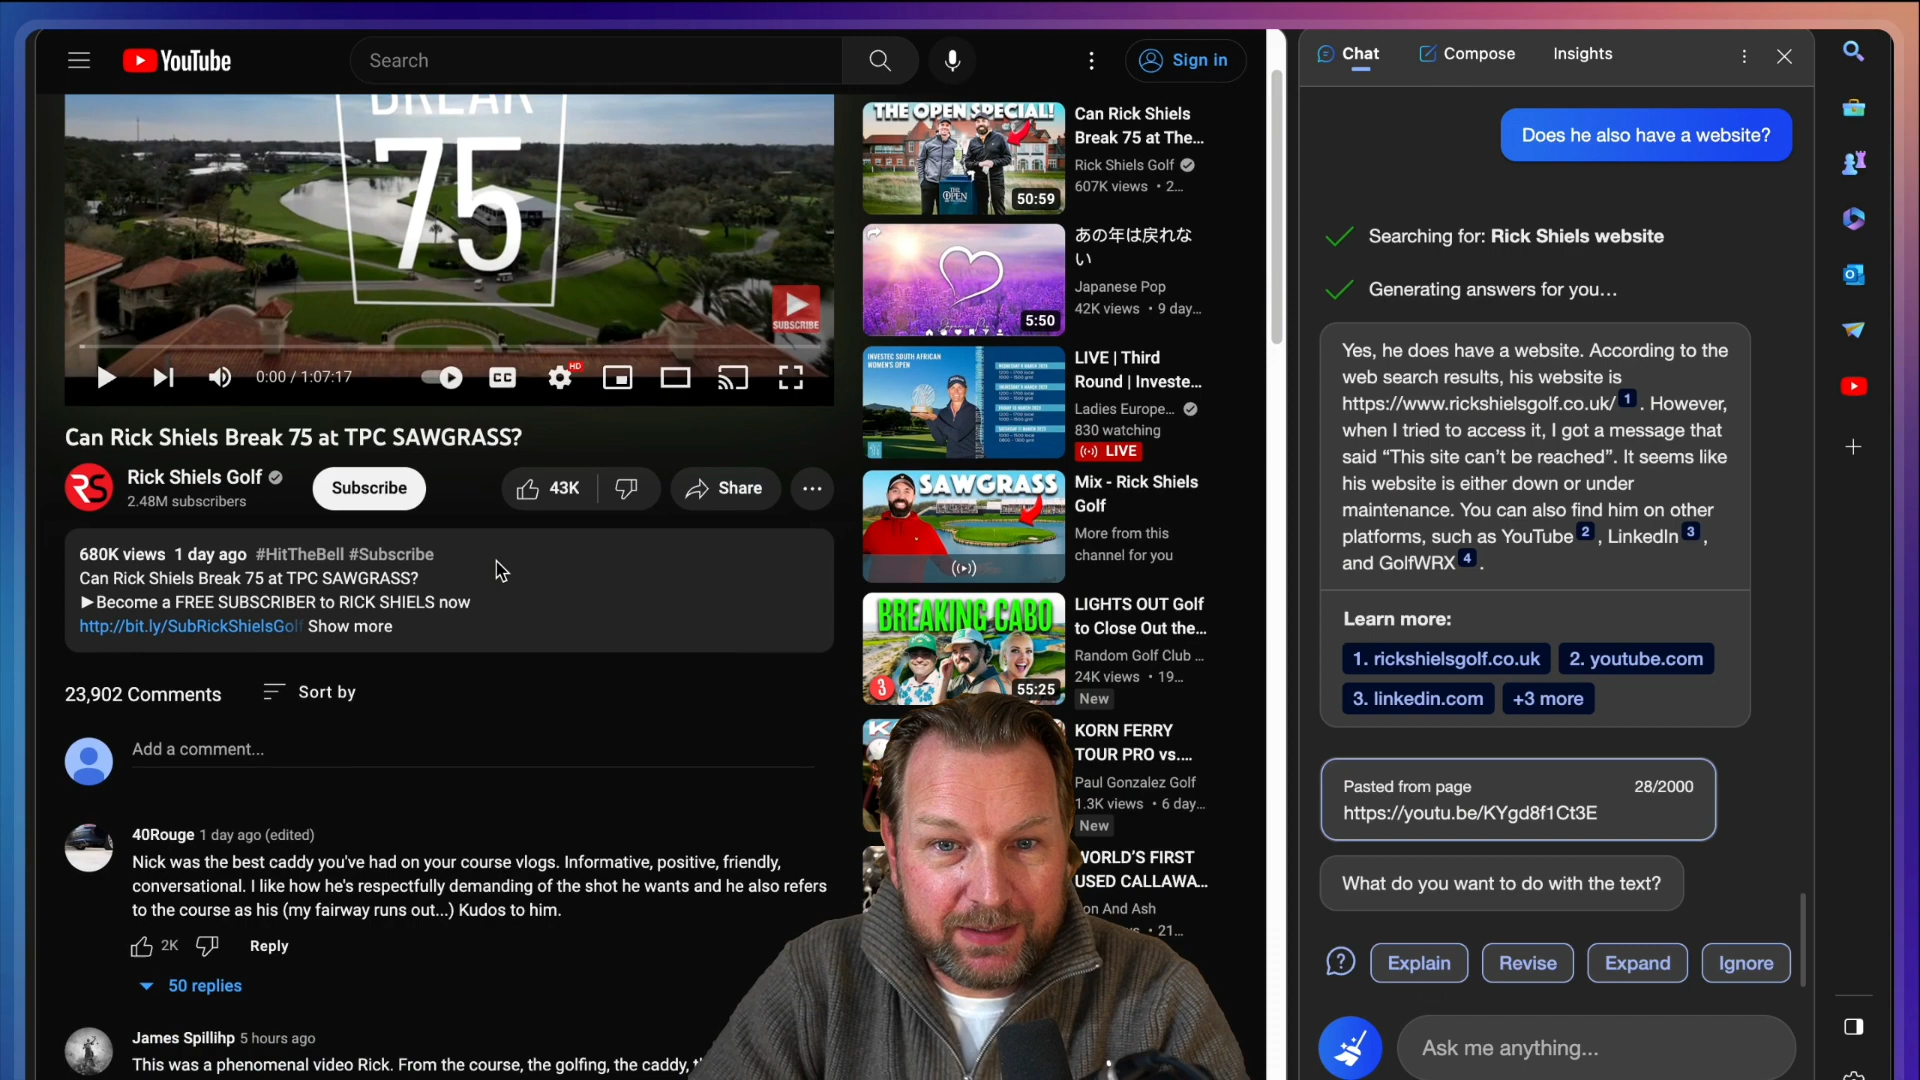 YouTube
Search
Sign in
BREAK
75
SUBSCRIBE
0:00 / 1:07:17
CC
HD
Can Rick Shiels Break 75 at TPC SAWGRASS?
RS
Rick Shiels Golf
2.48M subscribers
Subscribe
43K
Share
680K views 1 day ago #HitTheBell #Subscribe
Can Rick Shiels Break 75 at TPC SAWGRASS?
►Become a FREE SUBSCRIBER to RICK SHIELS now
http://bit.ly/SubRickShielsGolf Show more
23,902 Comments
Sort by
Add a comment...
40Rouge 1 day ago (edited)
Nick was the best caddy you've had on your course vlogs. Informative, positive, friendly,
conversational. I like how he's respectfully demanding of the shot he wants and he also refers
to the course as his (my fairway runs out...) Kudos to him.
2K
Reply
50 replies
James Spillihp 5 hours ago
This was a phenomenal video Rick. From the course, the golfing, the caddy,
THE OPEN SPECIAL!
THE OPEN
50:59
Can Rick Shiels
Break 75 at The...
Rick Shiels Golf
607K views • 2...
5:50
あの年は戻れな
い
Japanese Pop
42K views • 9 day...
INVESTEC SOUTH AFRICAN
WOMEN'S OPEN
LIVE | Third
Round | Investe...
Ladies Europe...
830 watching
LIVE
SAWGRASS
Mix - Rick Shiels
Golf
More from this
channel for you
BREAKING CABO
3
55:25
LIGHTS OUT Golf
to Close Out the...
Random Golf Club ...
24K views • 19...
New
K
KORN FERRY
TOUR PRO vs....
Paul Gonzalez Golf
1.3K views • 6 day...
New
WORLD'S FIRST
USED CALLAWA...
on And Ash
• 21...
Chat
Compose
Insights
Does he also have a website?
Searching for: Rick Shiels website
Generating answers for you...
Yes, he does have a website. According to the
web search results, his website is
https://www.rickshielsgolf.co.uk/ 1 . However,
when I tried to access it, I got a message that
said “This site can’t be reached”. It seems like
his website is either down or under
maintenance. You can also find him on other
platforms, such as YouTube 2 , LinkedIn 3 ,
and GolfWRX 4 .
Learn more:
1. rickshielsgolf.co.uk
2. youtube.com
3. linkedin.com
+3 more
Pasted from page
28/2000
https://youtu.be/KYgd8f1Ct3E
What do you want to do with the text?
Explain
Revise
Expand
Ignore
Ask me anything...